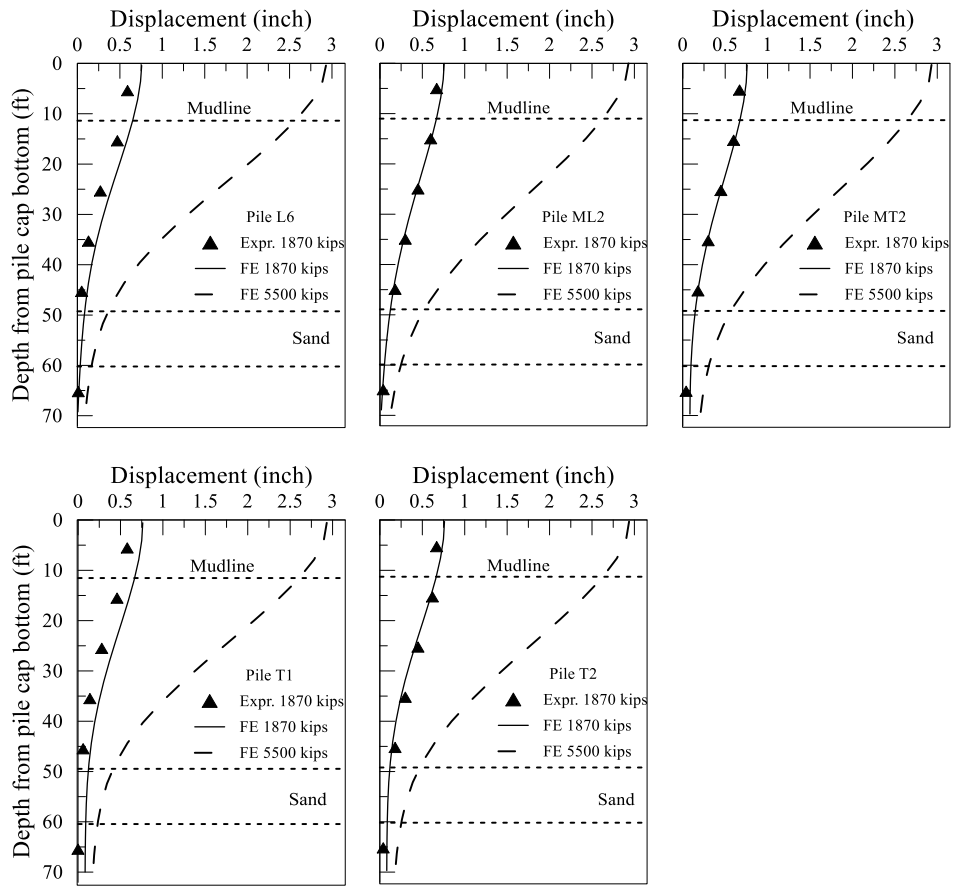 Displacement (inch) Displacement (inch) Displacement (inch)
0 0.5 1 1.5 2 2.5 3 0 0.5 1 1.5 2 2.5 3 0 0.5 1 1.5 2 2.5 3
Depth from pile cap bottom (ft)
0
10
20
30
40
50
60
70
Mudline
Pile L6
Expr. 1870 kips
FE 1870 kips
FE 5500 kips
Sand
Mudline
Pile ML2
Expr. 1870 kips
FE 1870 kips
FE 5500 kips
Sand
Mudline
Pile MT2
Expr. 1870 kips
FE 1870 kips
FE 5500 kips
Sand
Displacement (inch) Displacement (inch)
0 0.5 1 1.5 2 2.5 3 0 0.5 1 1.5 2 2.5 3
Depth from pile cap bottom (ft)
0
10
20
30
40
50
60
70
Mudline
Pile T1
Expr. 1870 kips
FE 1870 kips
FE 5500 kips
Sand
Mudline
Pile T2
Expr. 1870 kips
FE 1870 kips
FE 5500 kips
Sand